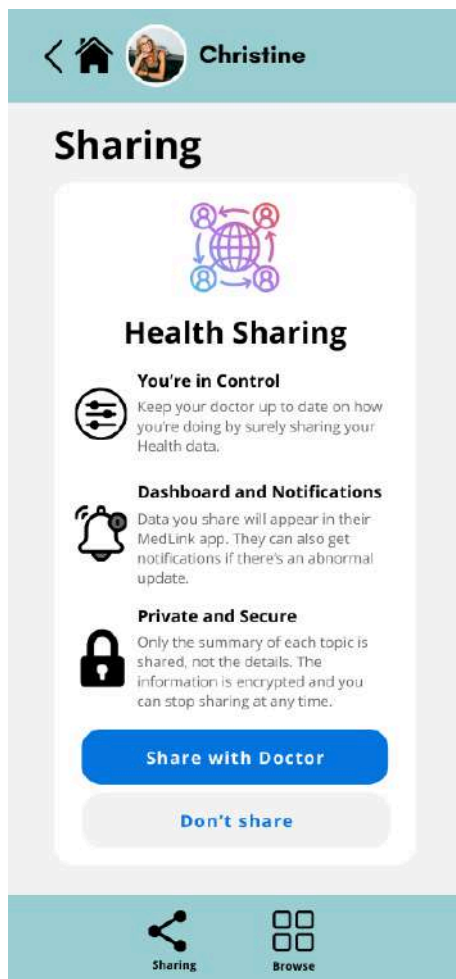 Christine
Sharing
Health Sharing
You're in Control
Keep your doctor up to date on how
you're doing by surely sharing your
Health data.
Dashboard and Notifications
Data you share will appear in their
MedLink app. They can also get
notifications if there's an abnormal
update.
Private and Secure
Only the summary of each topic is
shared, not the details. The
information is encrypted and you
can stop sharing at any time.
Share with Doctor
Don't share
Sharing
Browse